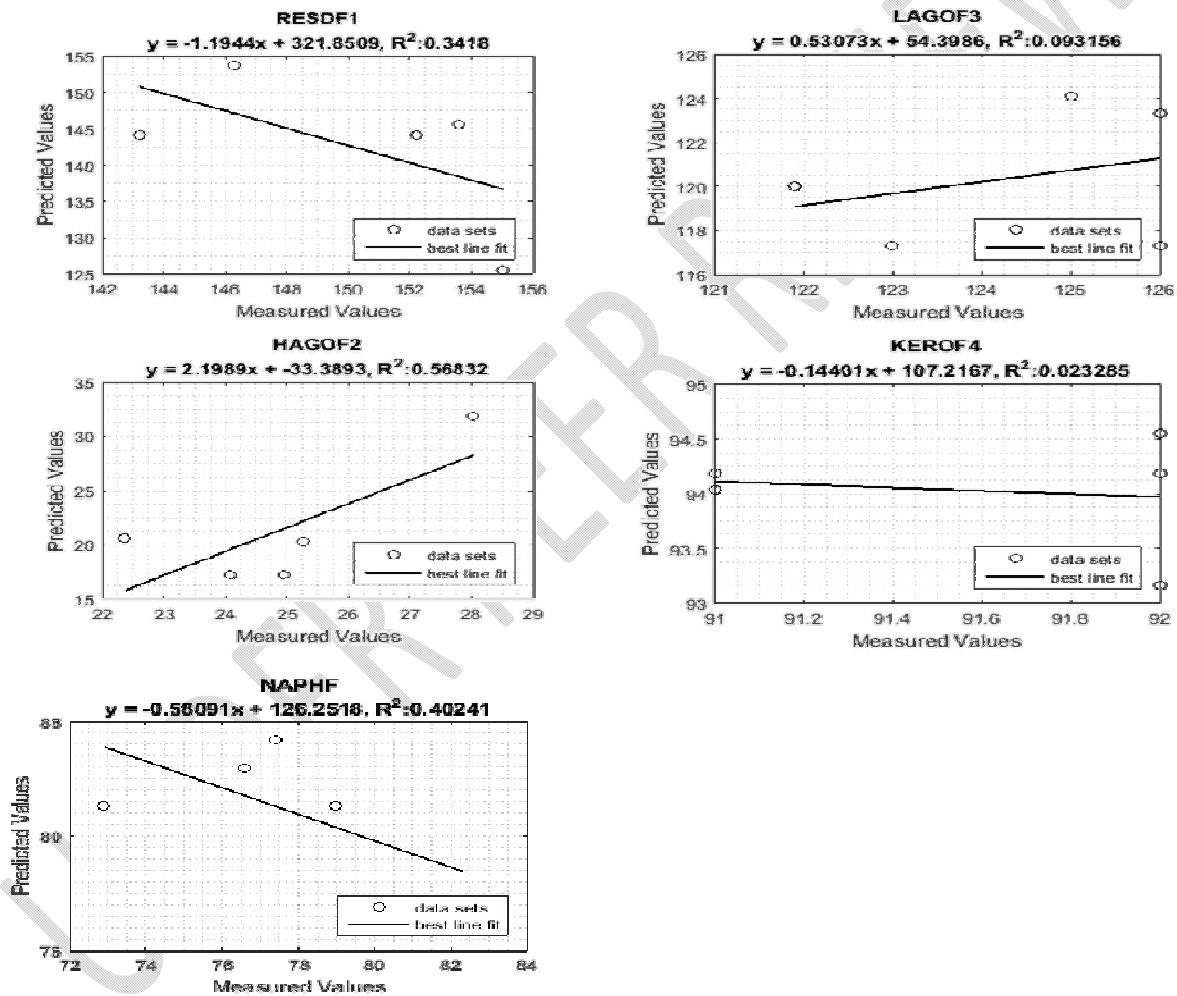 RESDF1
y = -1.1944x + 321.8509, R²:0.3418
155
150
145
140
135
130
125
Predicted Values
data sets
best line fit
142 144 146 148 150 152 154 156
Measured Values
LAGOF3
y = 0.53073x + 54.3986, R²:0.093156
126
124
122
120
118
116
Predicted Values
data sets
best line fit
121 122 123 124 125 126
Measured Values
HAGOF2
y = 2.1989x + -33.3893, R²:0.56832
35
30
25
20
15
Predicted Values
data sets
best line fit
22 23 24 25 26 27 28 29
Measured Values
KEROF4
y = -0.14401x + 107.2167, R²:0.023285
95
94.5
94
93.5
93
Predicted Values
data sets
best line fit
91 91.2 91.4 91.6 91.8 92
Measured Values
NAPHF
126.2518, R²:0.40241
85
80
75
Predicted Values
data sets
best line fit
72 74 76 78 80 82 84
Measured Values
UNDER PEER REVIEW